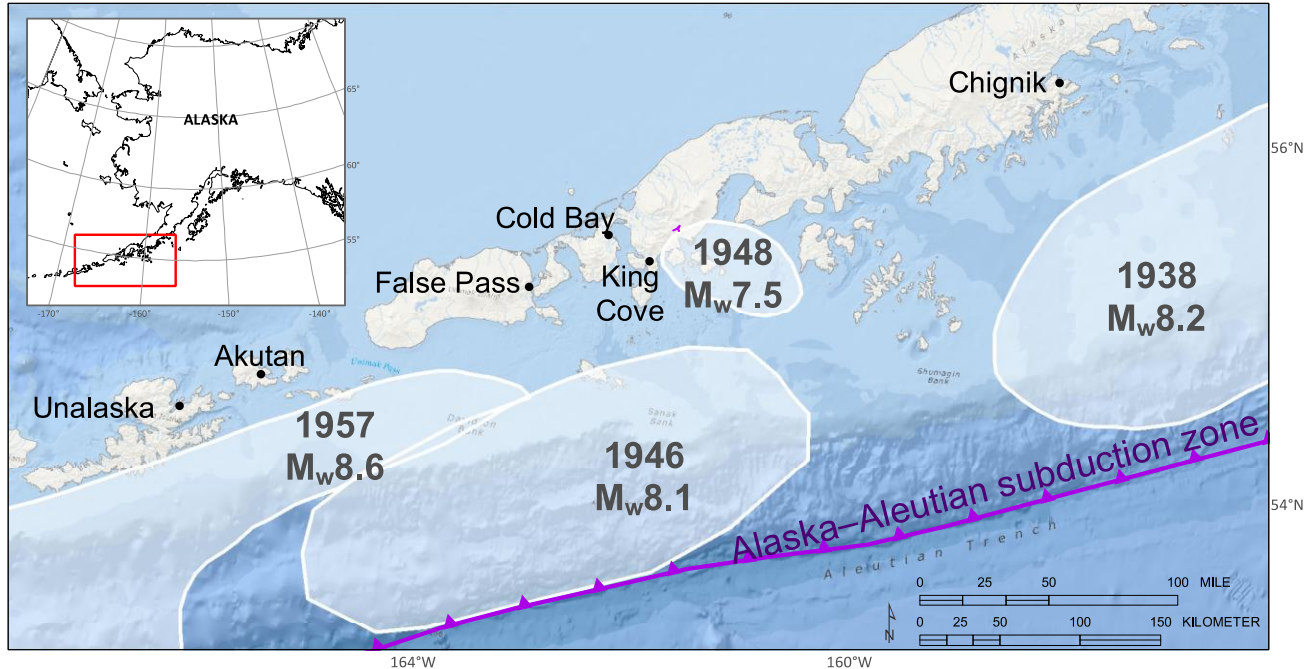 ALASKA
65°
60°
55°
-170°
-160°
-150°
-140°
Chignik
56°N
Cold Bay
1948
Mw7.5
False Pass
King
Cove
1938
Mw8.2
Unimak Pass
Akutan
Shumagin
Bank
Unalaska
1957
Mw8.6
Davidson
Bank
Sanak
Bank
1946
Mw8.1
Alaska–Aleutian subduction zone
54°N
Aleutian Trench
0 25 50 100 MILE
N
0 25 50 100 150 KILOMETER
164°W
160°W